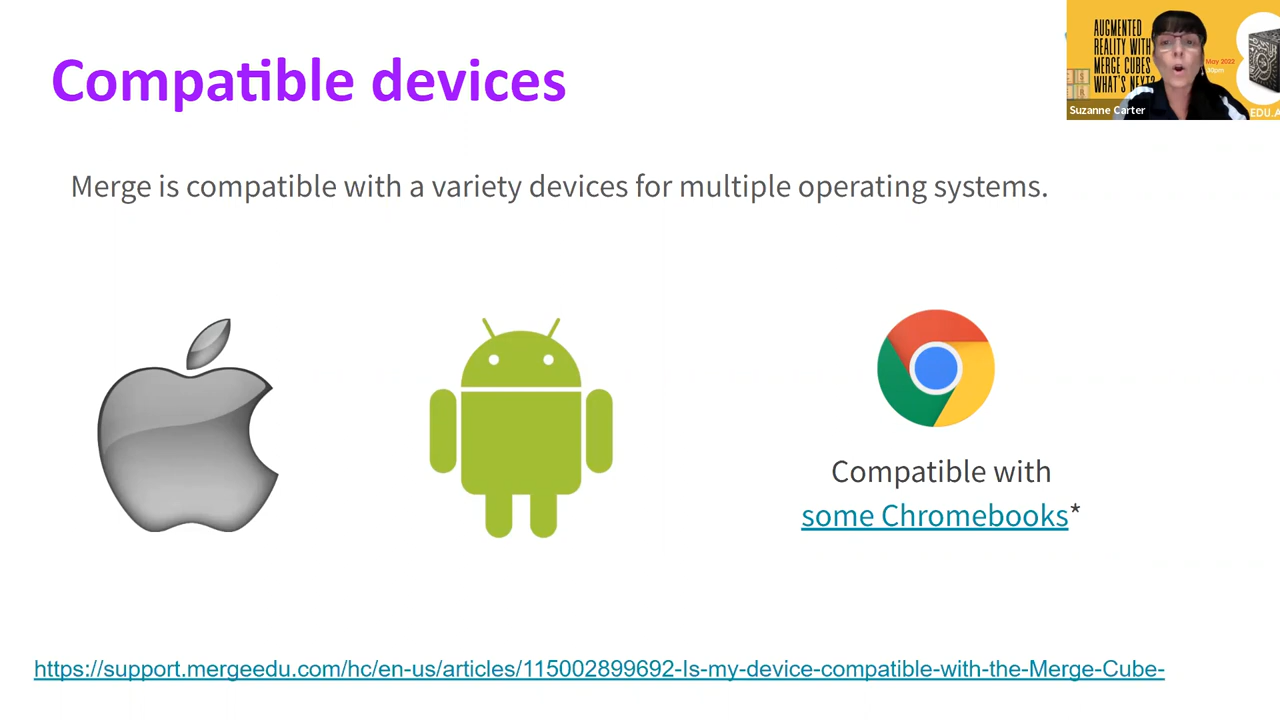 Compatible devices
AUGMENTED
REALITY WITH
MERGE CUBES
WHAT'S NEXT?
May 2022
30pm
Suzanne Carter
EDU.A
Merge is compatible with a variety devices for multiple operating systems.
Compatible with
some Chromebooks*
https://support.mergeedu.com/hc/en-us/articles/115002899692-Is-my-device-compatible-with-the-Merge-Cube-